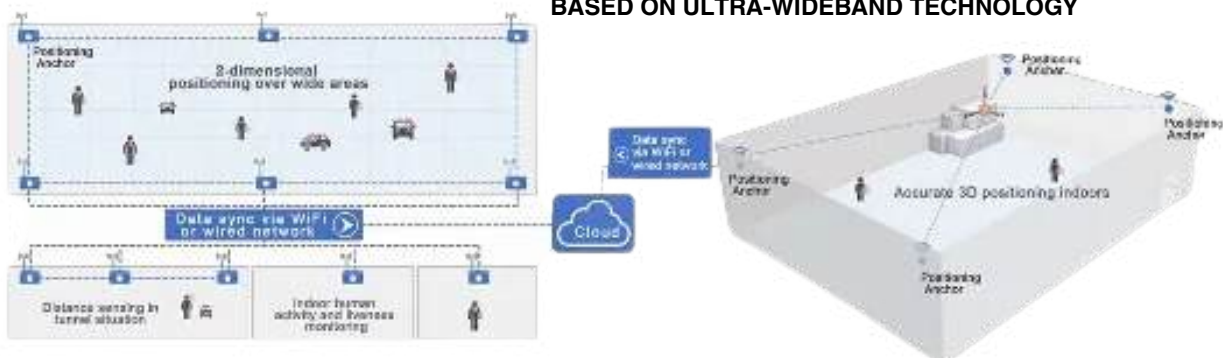 BASED ON ULTRA-WIDEBAND TECHNOLOGY
Positioning
Anchor
2-dimensional
positioning over wide areas
Data sync via WiFi
or wired network
Distance sensing in
tunnel situation
Indoor human
activity and liveness
monitoring
Cloud
Data sync
via WiFi or
wired network
Positioning
Anchor
Positioning
Anchor
Positioning
Anchor
Accurate 3D positioning indoors
Positioning
Anchor